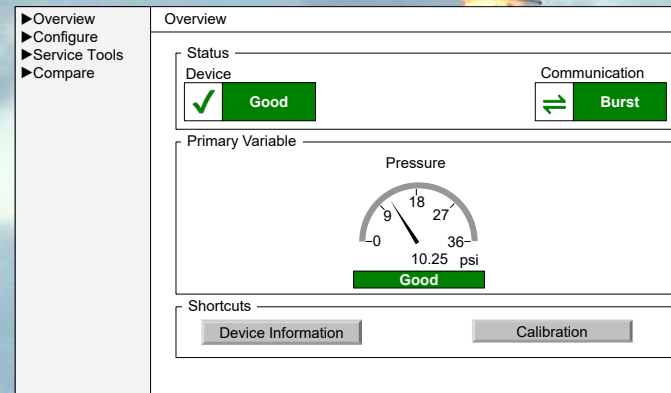 Overview
Configure
Service Tools
Compare
Overview
Status
Device
Communication
Good
Burst
Primary Variable
Pressure
0
9
18
27
36
10.25 psi
Good
Shortcuts
Device Information
Calibration